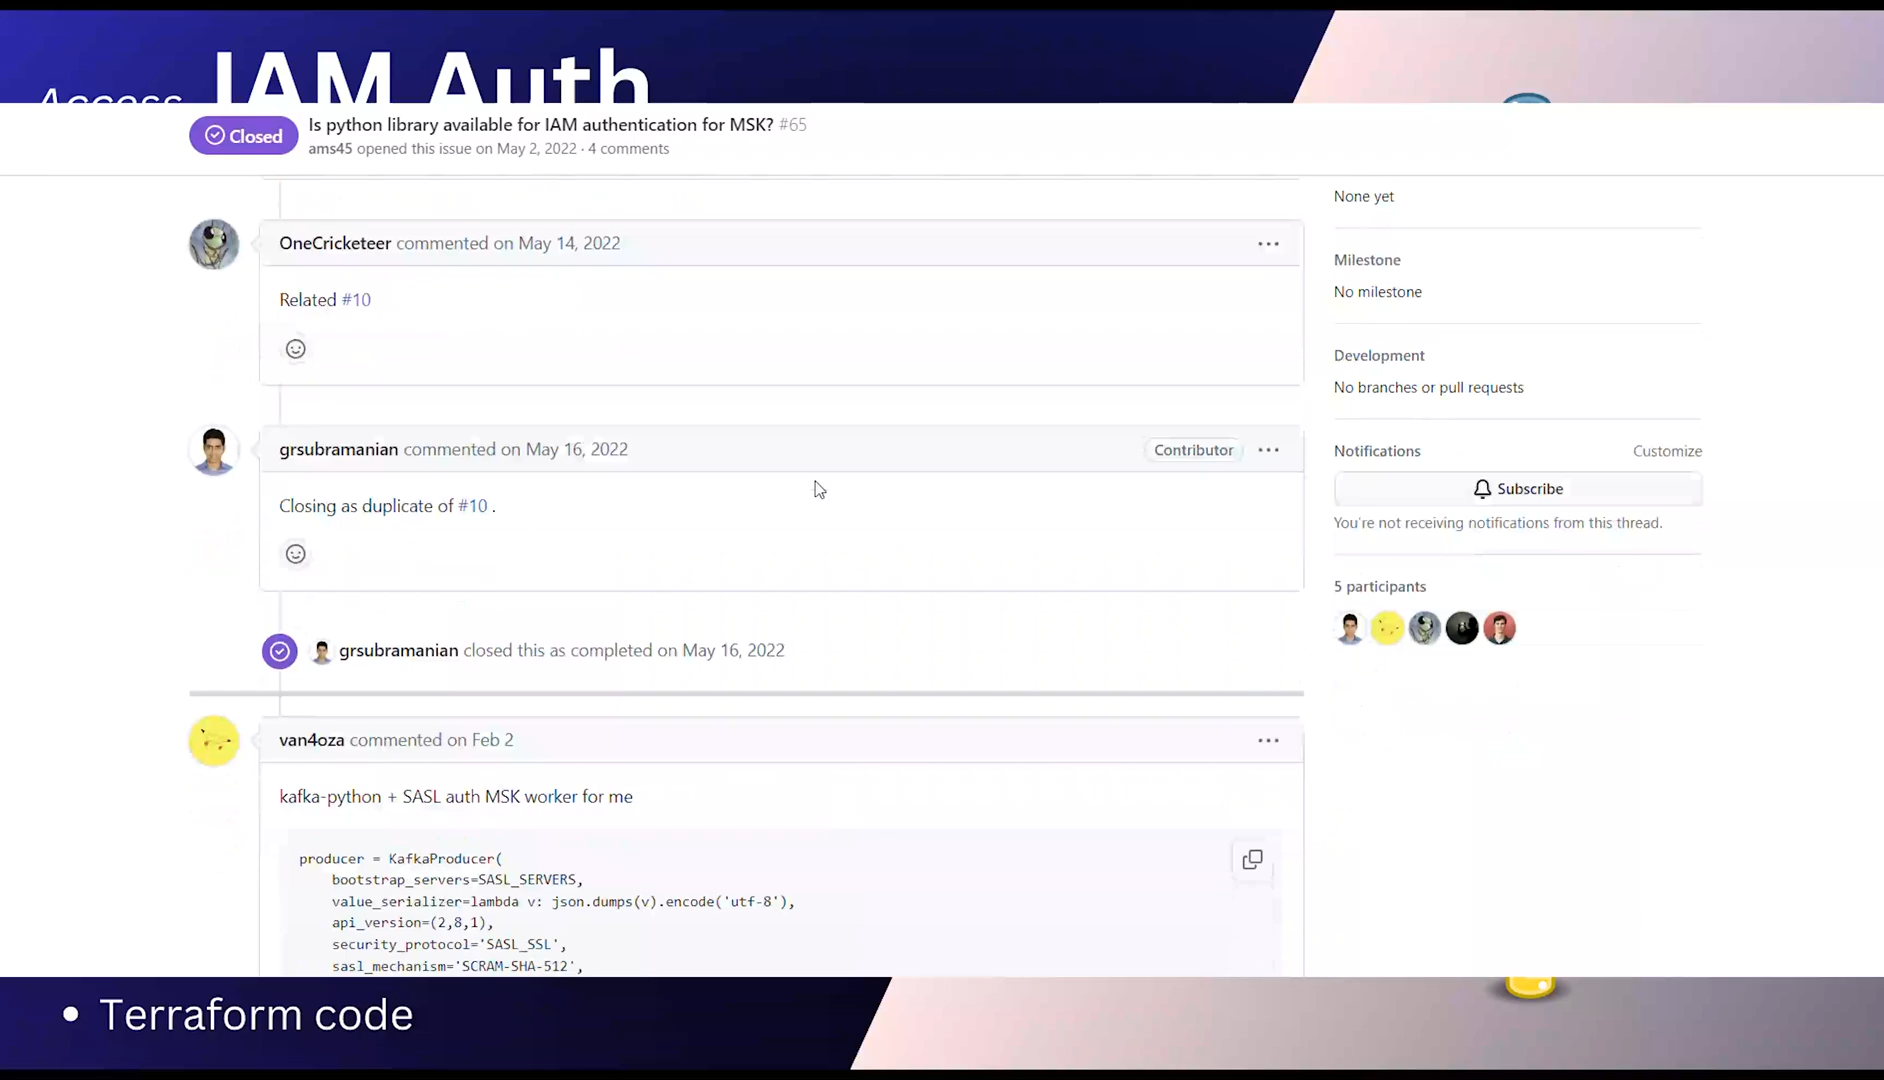 Access IAM Auth
Closed
Is python library available for IAM authentication for MSK? #65
ams45 opened this issue on May 2, 2022 · 4 comments
None yet
OneCricketeer commented on May 14, 2022
Related #10
Milestone
No milestone
Development
No branches or pull requests
grsubramanian commented on May 16, 2022
Contributor
Closing as duplicate of #10 .
Notifications
Customize
Subscribe
You're not receiving notifications from this thread.
5 participants
grsubramanian closed this as completed on May 16, 2022
van4oza commented on Feb 2
kafka-python + SASL auth MSK worker for me
producer = KafkaProducer(
bootstrap_servers=SASL_SERVERS,
value_serializer=lambda v: json.dumps(v).encode('utf-8'),
api_version=(2,8,1),
security_protocol='SASL_SSL',
sasl_mechanism='SCRAM-SHA-512',
• Terraform code